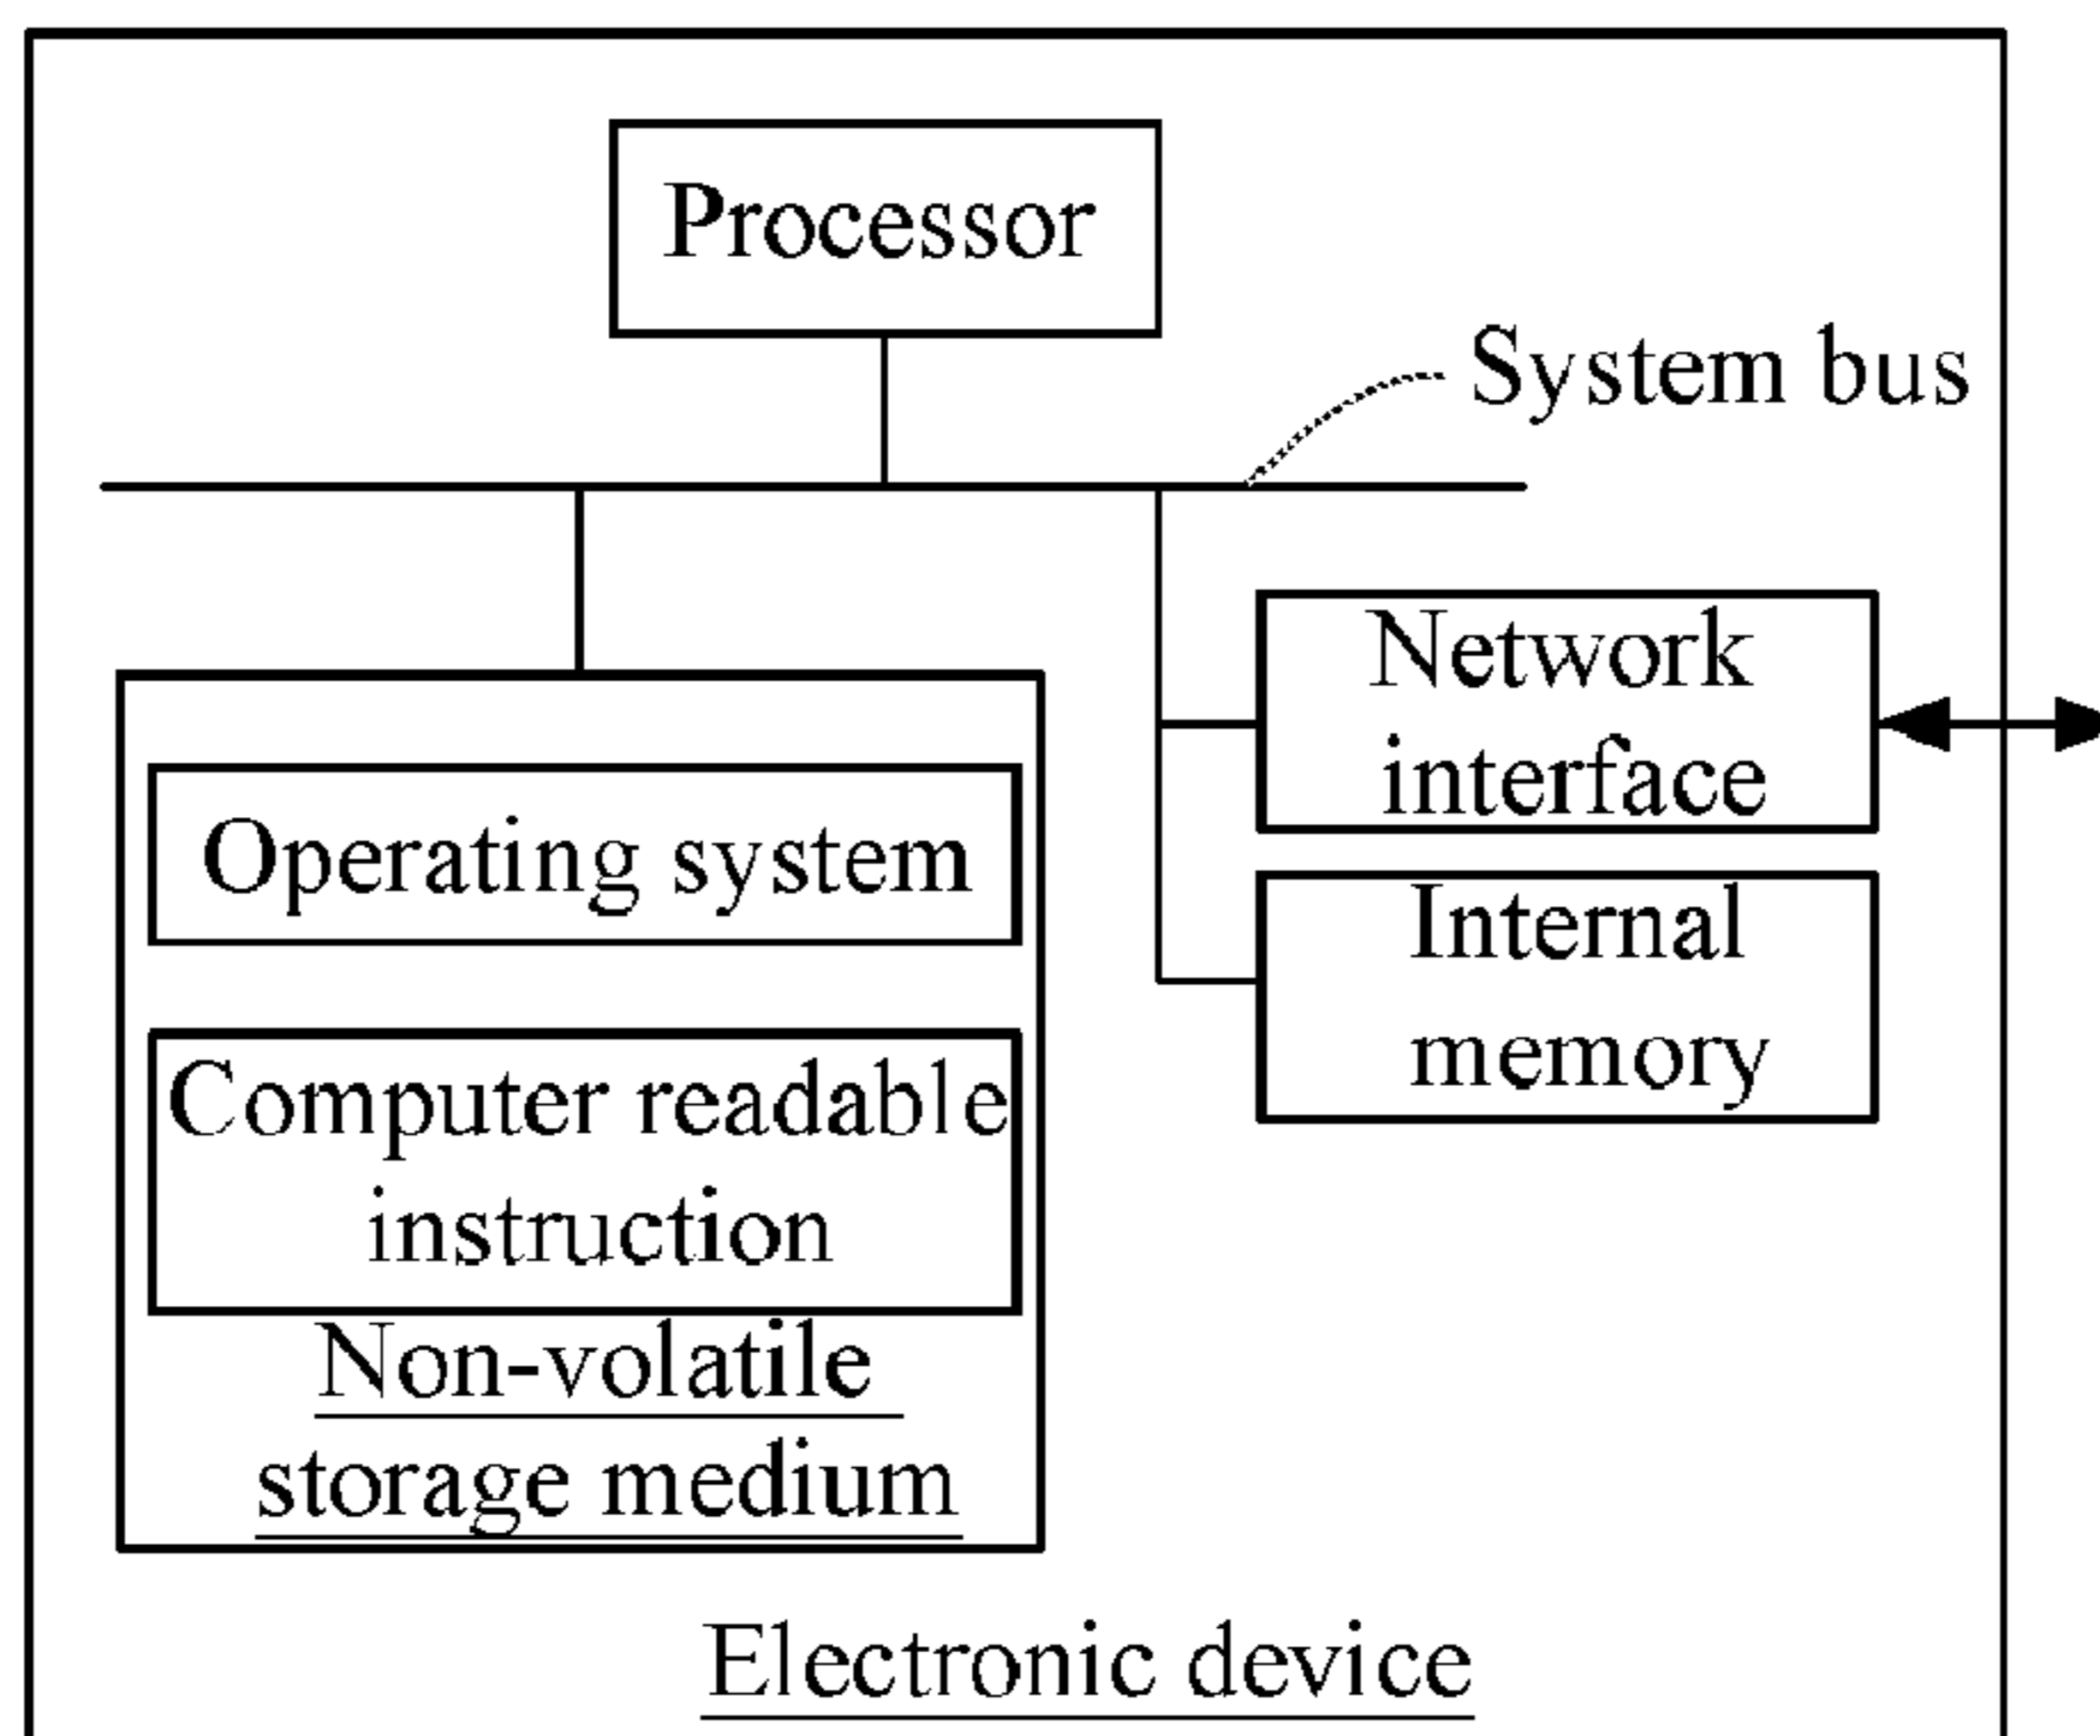 Processor
System bus
Network
interface
Operating system
Internal
memory
Computer readable
instruction
Non-volatile
storage medium
Electronic device